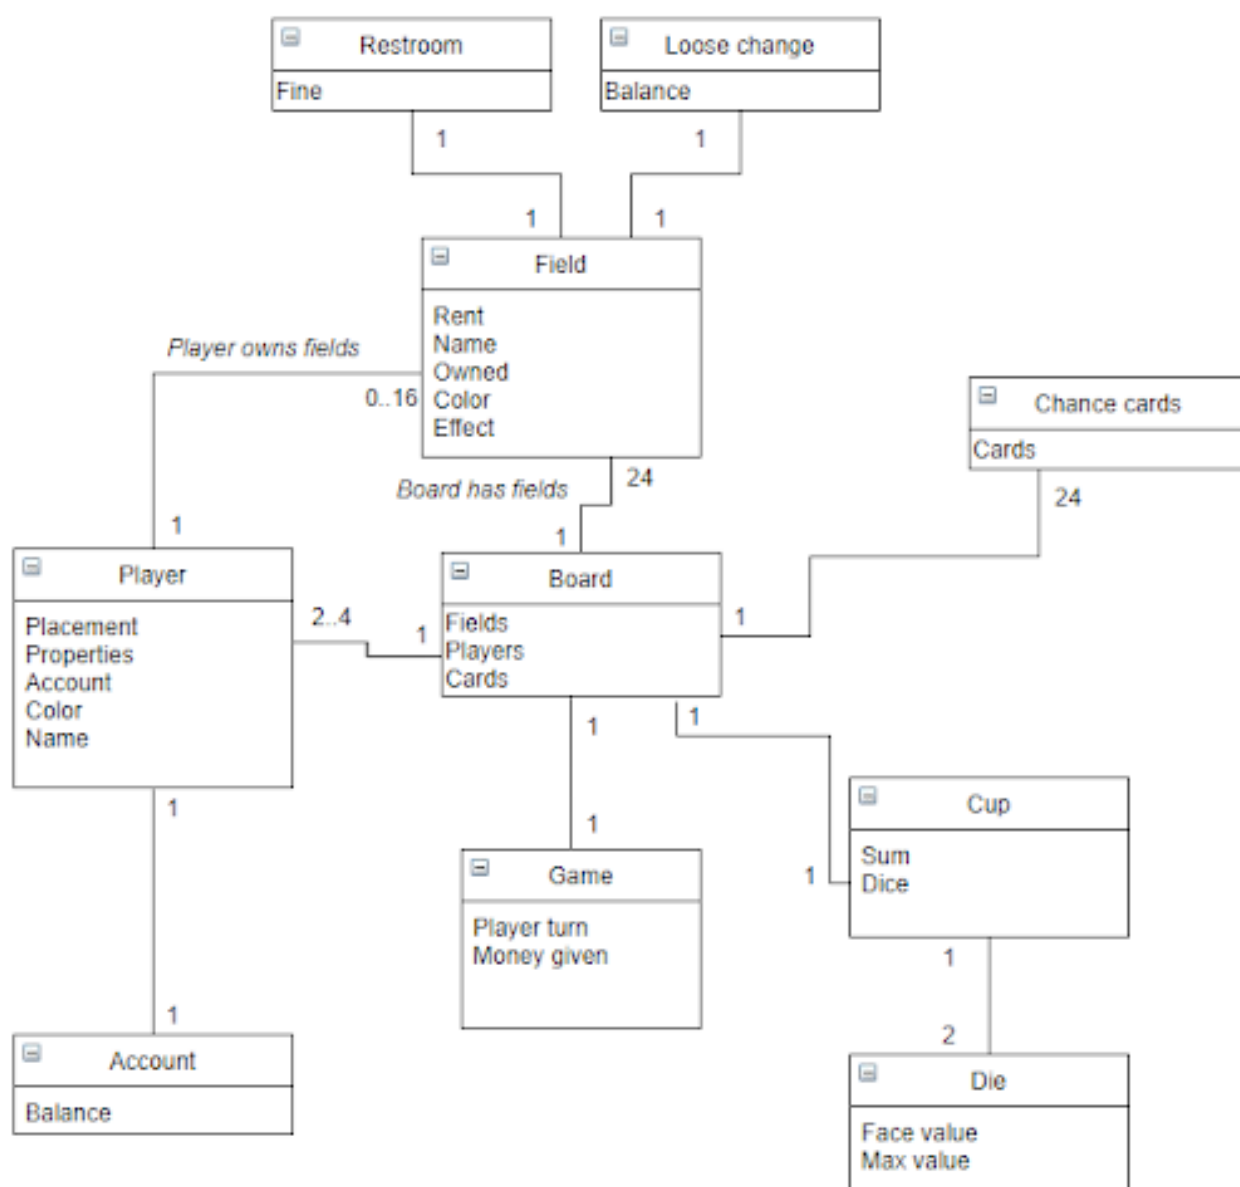 Restroom
Fine
Loose change
Balance
1
1
1
1
Field
Rent
Name
Owned
Color
Effect
Player owns fields
0..16
Chance cards
Cards
24
Board has fields
24
1
1
Player
Placement
Properties
Account
Color
Name
2..4
1
Board
Fields
Players
Cards
1
1
1
1
Game
Player turn
Money given
1
Cup
Sum
Dice
1
1
1
Account
Balance
2
Die
Face value
Max value